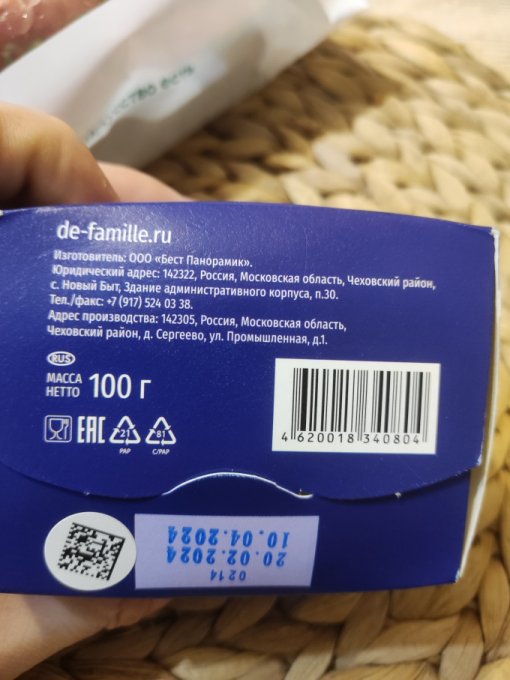 de-famille.ru
Изготовитель: ООО «Бест Панорамик».
Юридический адрес: 142322, Россия, Московская область, Чеховский район,
с. Новый Быт, Здание административного корпуса, п.30.
Тел./факс: +7 (917) 524 0 38.
Адрес производства: 142305, Россия, Московская область,
Чеховский район, д. Сергеево, ул. Промышленная, д.1.
RUS
МАССА НЕТТО 100 г
EAC
21 PAP
81 C/PAP
4 620018 340804
0214
20.02.2024
10.04.2024